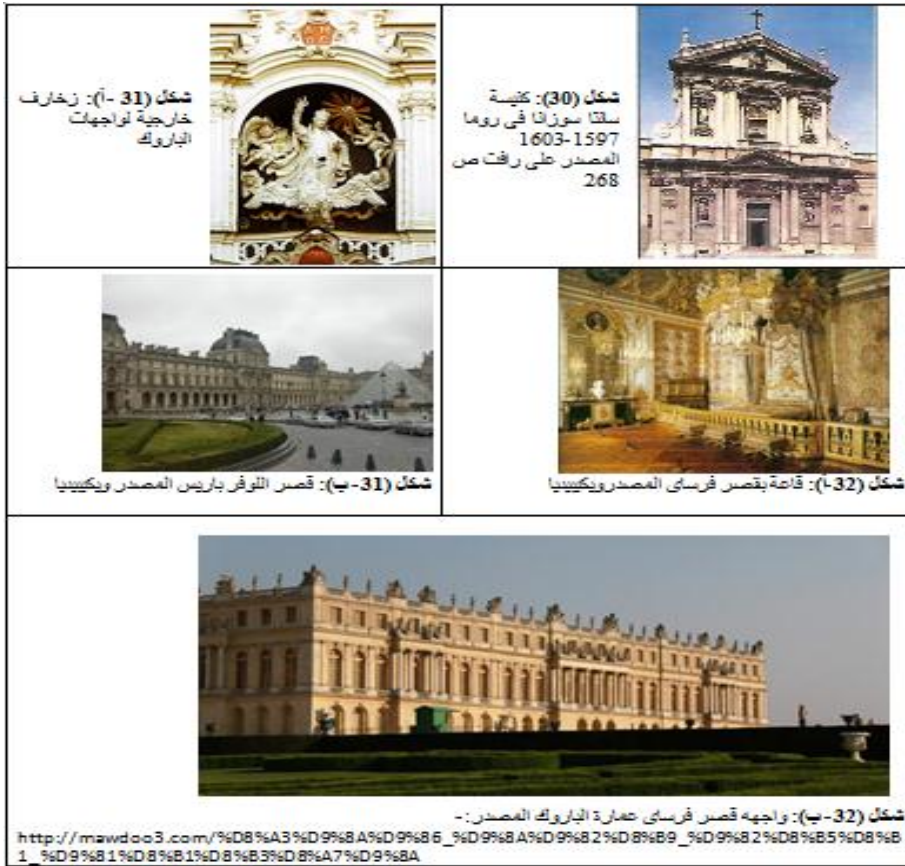 شكل (30): كنيسة
سانتا سوزانا فى روما
1603-1597
المصدر على رافت ص
268
شكل (31 -أ): زخارف
خارجية لواجهات
الباروك
شكل (32-أ): قاعة بقصر فرساى المصدرويكيبيديا
شكل (31- ب): قصر اللوفر باريس المصدر ويكيبيديا
شكل (32- ب): واجهه قصر فرساى عمارة الباروك المصدر:-
http://mawdoo3.com/%D8%A3%D9%8A%D9%86_%D9%8A%D9%82%D8%B9_%D9%82%D8%B5%D8%B
1_%D9%81%D8%B1%D8%B3%D8%A7%D9%8A